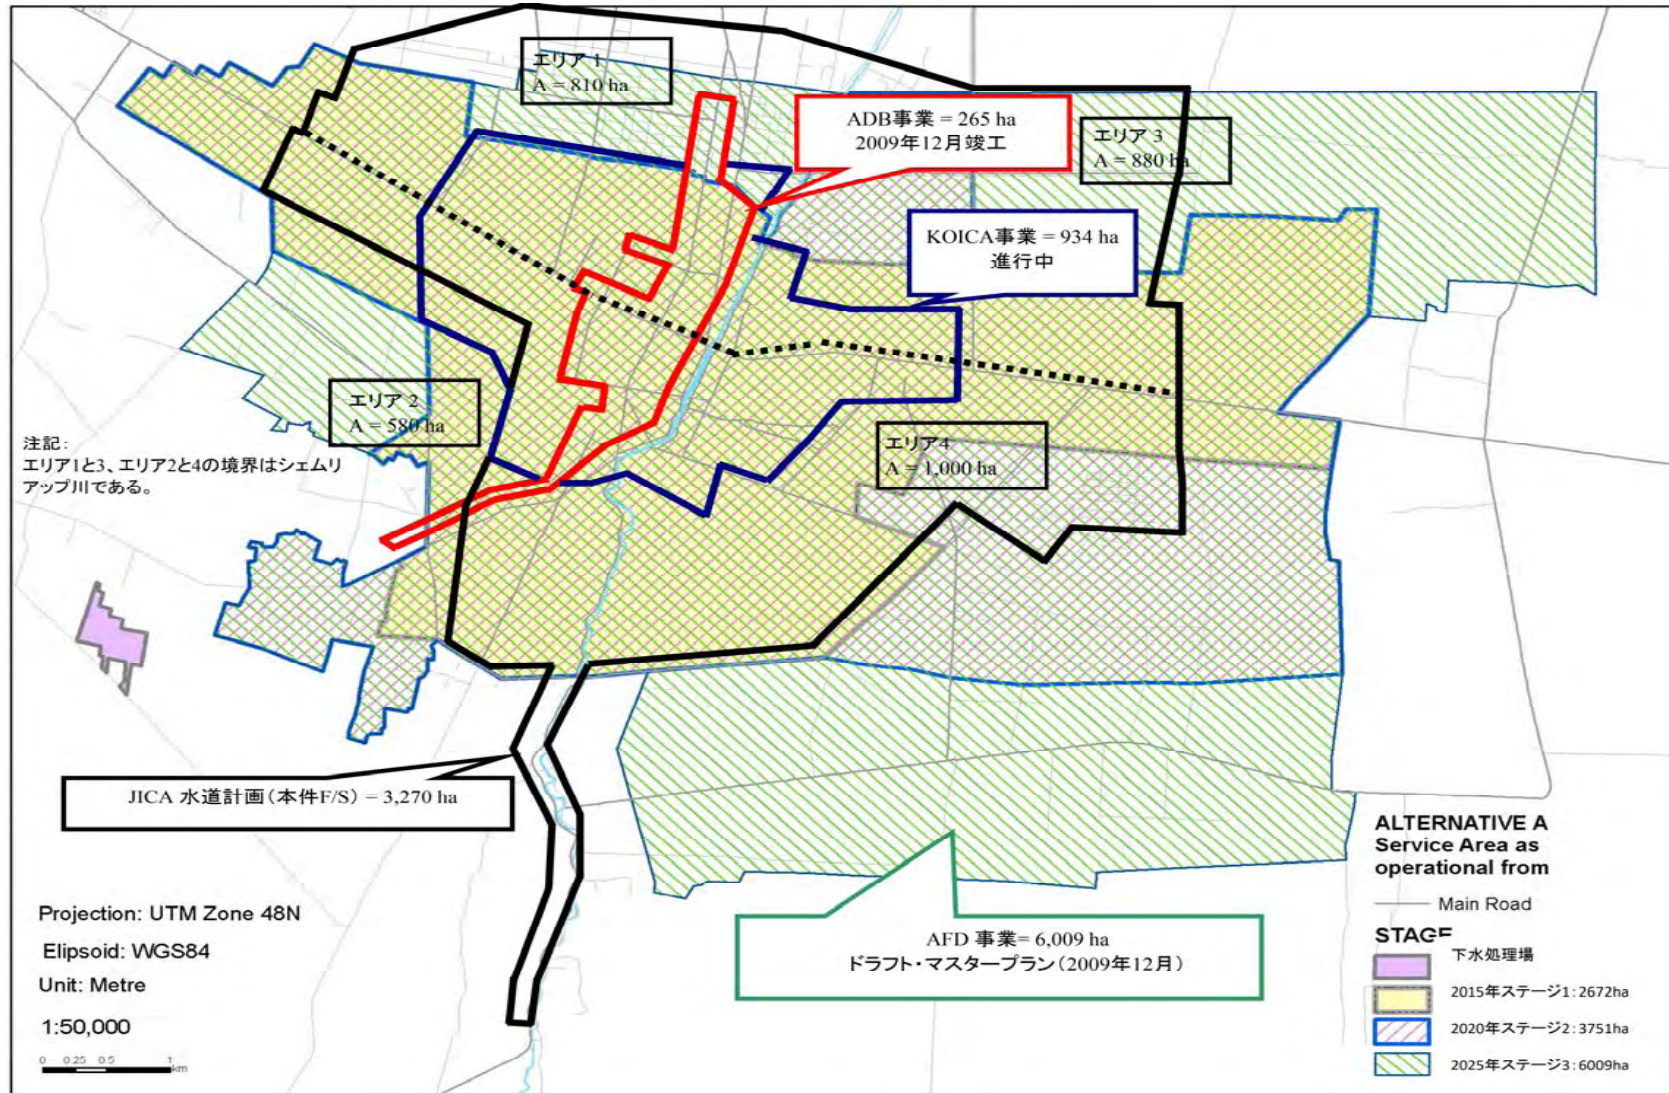 エリア 1
A = 810 ha
ADB事業 = 265 ha
2009年12月竣工
エリア 3
A = 880 ha
KOICA事業 = 934 ha
進行中
エリア 2
A = 580 ha
エリア4
A = 1,000 ha
注記:
エリア1と3、エリア2と4の境界はシェムリ
アップ川である。
JICA 水道計画(本件F/S) = 3,270 ha
AFD 事業= 6,009 ha
ドラフト・マスタープラン(2009年12月)
Projection: UTM Zone 48N
Elipsoid: WGS84
Unit: Metre
1:50,000
0 0.25 0.5 1
km
ALTERNATIVE A
Service Area as
operational from
Main Road
STAGE
下水処理場
2015年ステージ1:2672ha
2020年ステージ2:3751ha
2025年ステージ3:6009ha